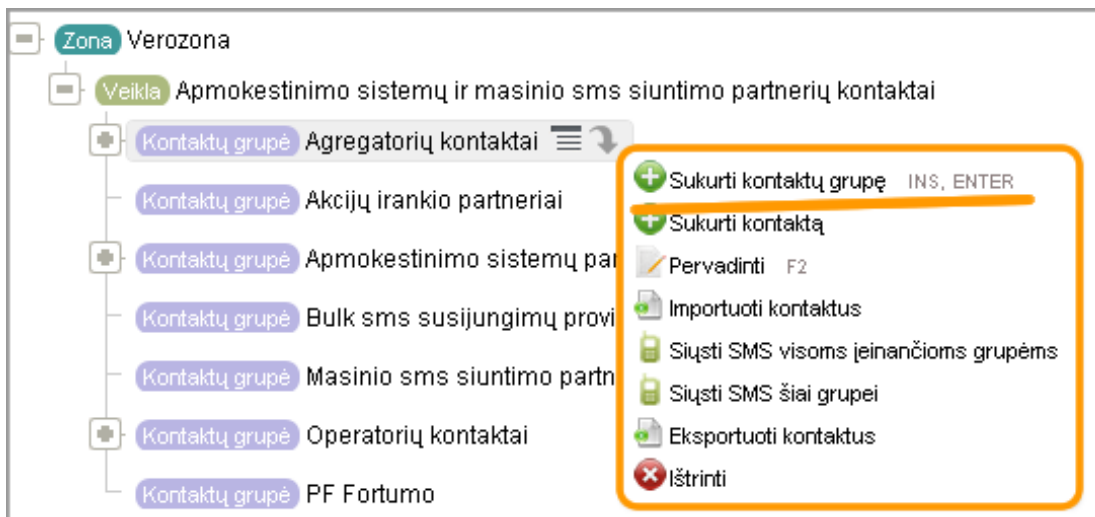 Zona Verozona
Veikla Apmokestinimo sistemų ir masinio sms siuntimo partnerių kontaktai
Kontaktų grupė Agregatorių kontaktai
Kontaktų grupė Akcijų irankio partneriai
Kontaktų grupė Apmokestinimo sistemų par
Kontaktų grupė Bulk sms susijungimų provi
Kontaktų grupė Masinio sms siuntimo partn
Kontaktų grupė Operatorių kontaktai
Kontaktų grupė PF Fortumo
Sukurti kontaktų grupę INS, ENTER
Sukurti kontaktą
Pervadinti F2
Importuoti kontaktus
Siųsti SMS visoms įeinančioms grupėms
Siųsti SMS šiai grupei
Eksportuoti kontaktus
Ištrinti